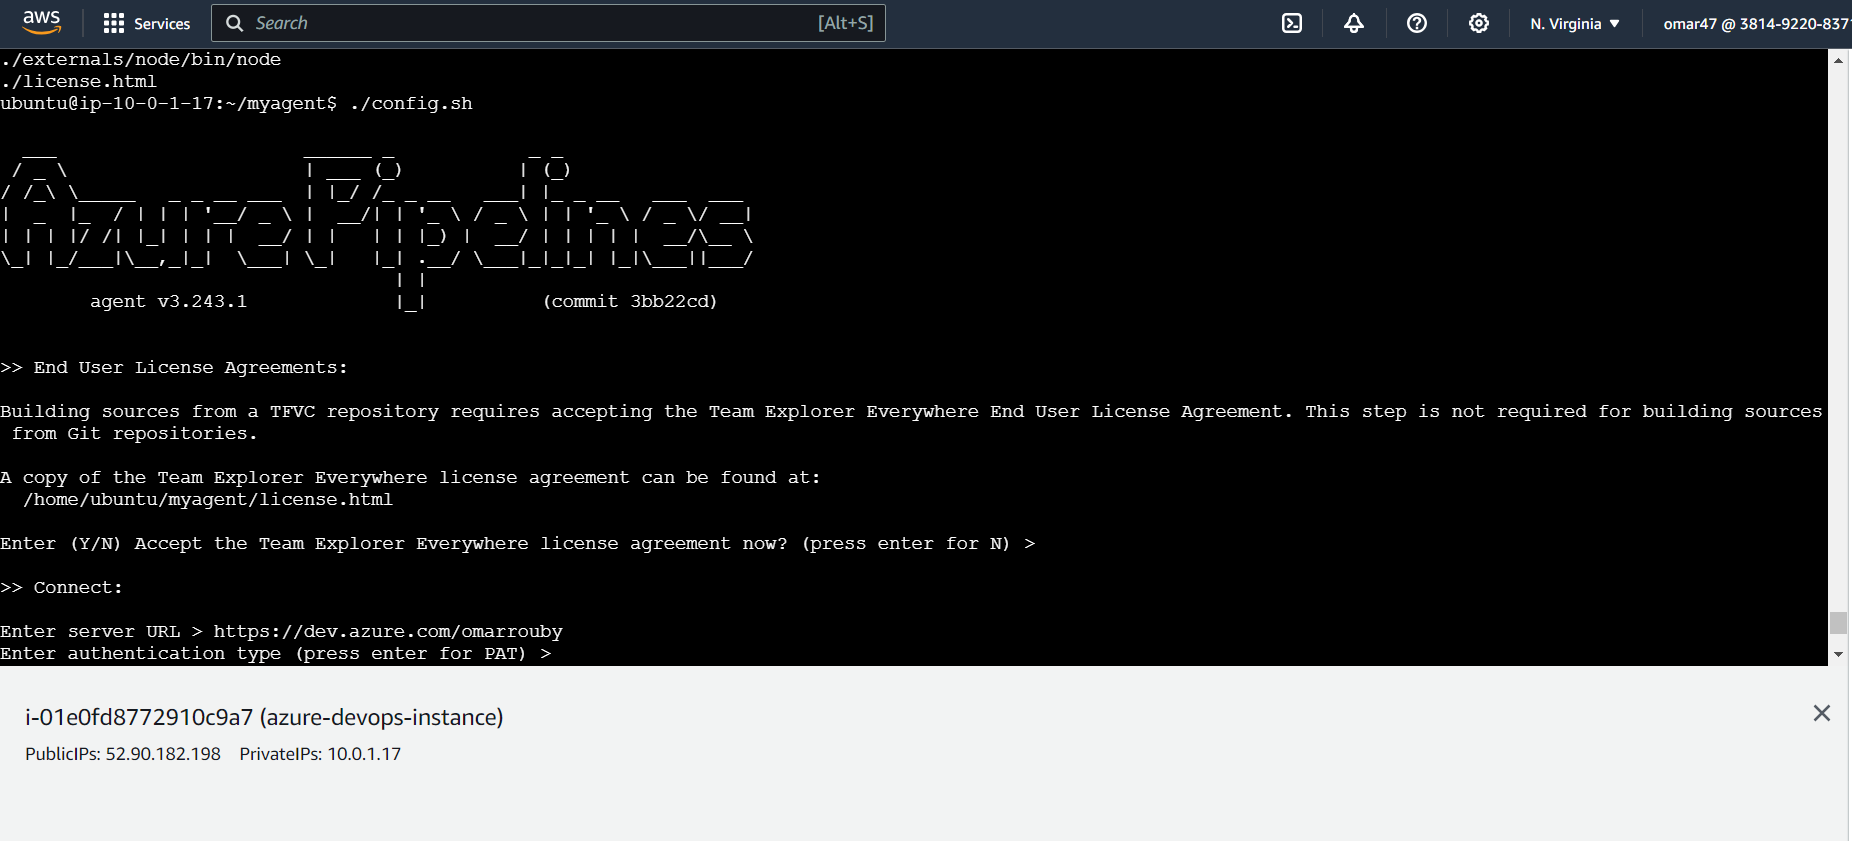 aws
Services
Search [Alt+S]
N. Virginia
omar47 @ 3814-9220-837
./externals/node/bin/node
./license.html
ubuntu@ip-10-0-1-17:~/myagent$ ./config.sh
Azure Pipelines
agent v3.243.1 (commit 3bb22cd)
>> End User License Agreements:
Building sources from a TFVC repository requires accepting the Team Explorer Everywhere End User License Agreement. This step is not required for building sources
from Git repositories.
A copy of the Team Explorer Everywhere license agreement can be found at:
/home/ubuntu/myagent/license.html
Enter (Y/N) Accept the Team Explorer Everywhere license agreement now? (press enter for N) >
>> Connect:
Enter server URL > https://dev.azure.com/omarrouby
Enter authentication type (press enter for PAT) >
i-01e0fd8772910c9a7 (azure-devops-instance)
PublicIPs: 52.90.182.198 PrivateIPs: 10.0.1.17